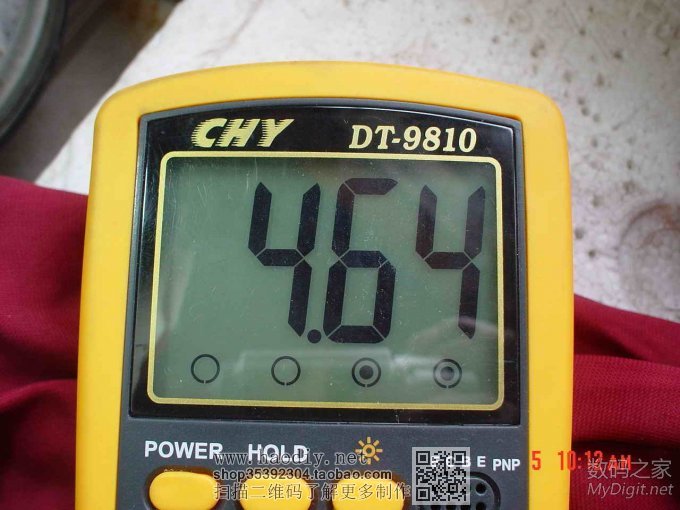 CHY DT-9810
4.64
POWER HOLD
B E PNP
5 10:12 AM
www.haodiy.net
shop35392304.taobao.com
扫描二维码了解更多制作
数码之家
MyDigit.net